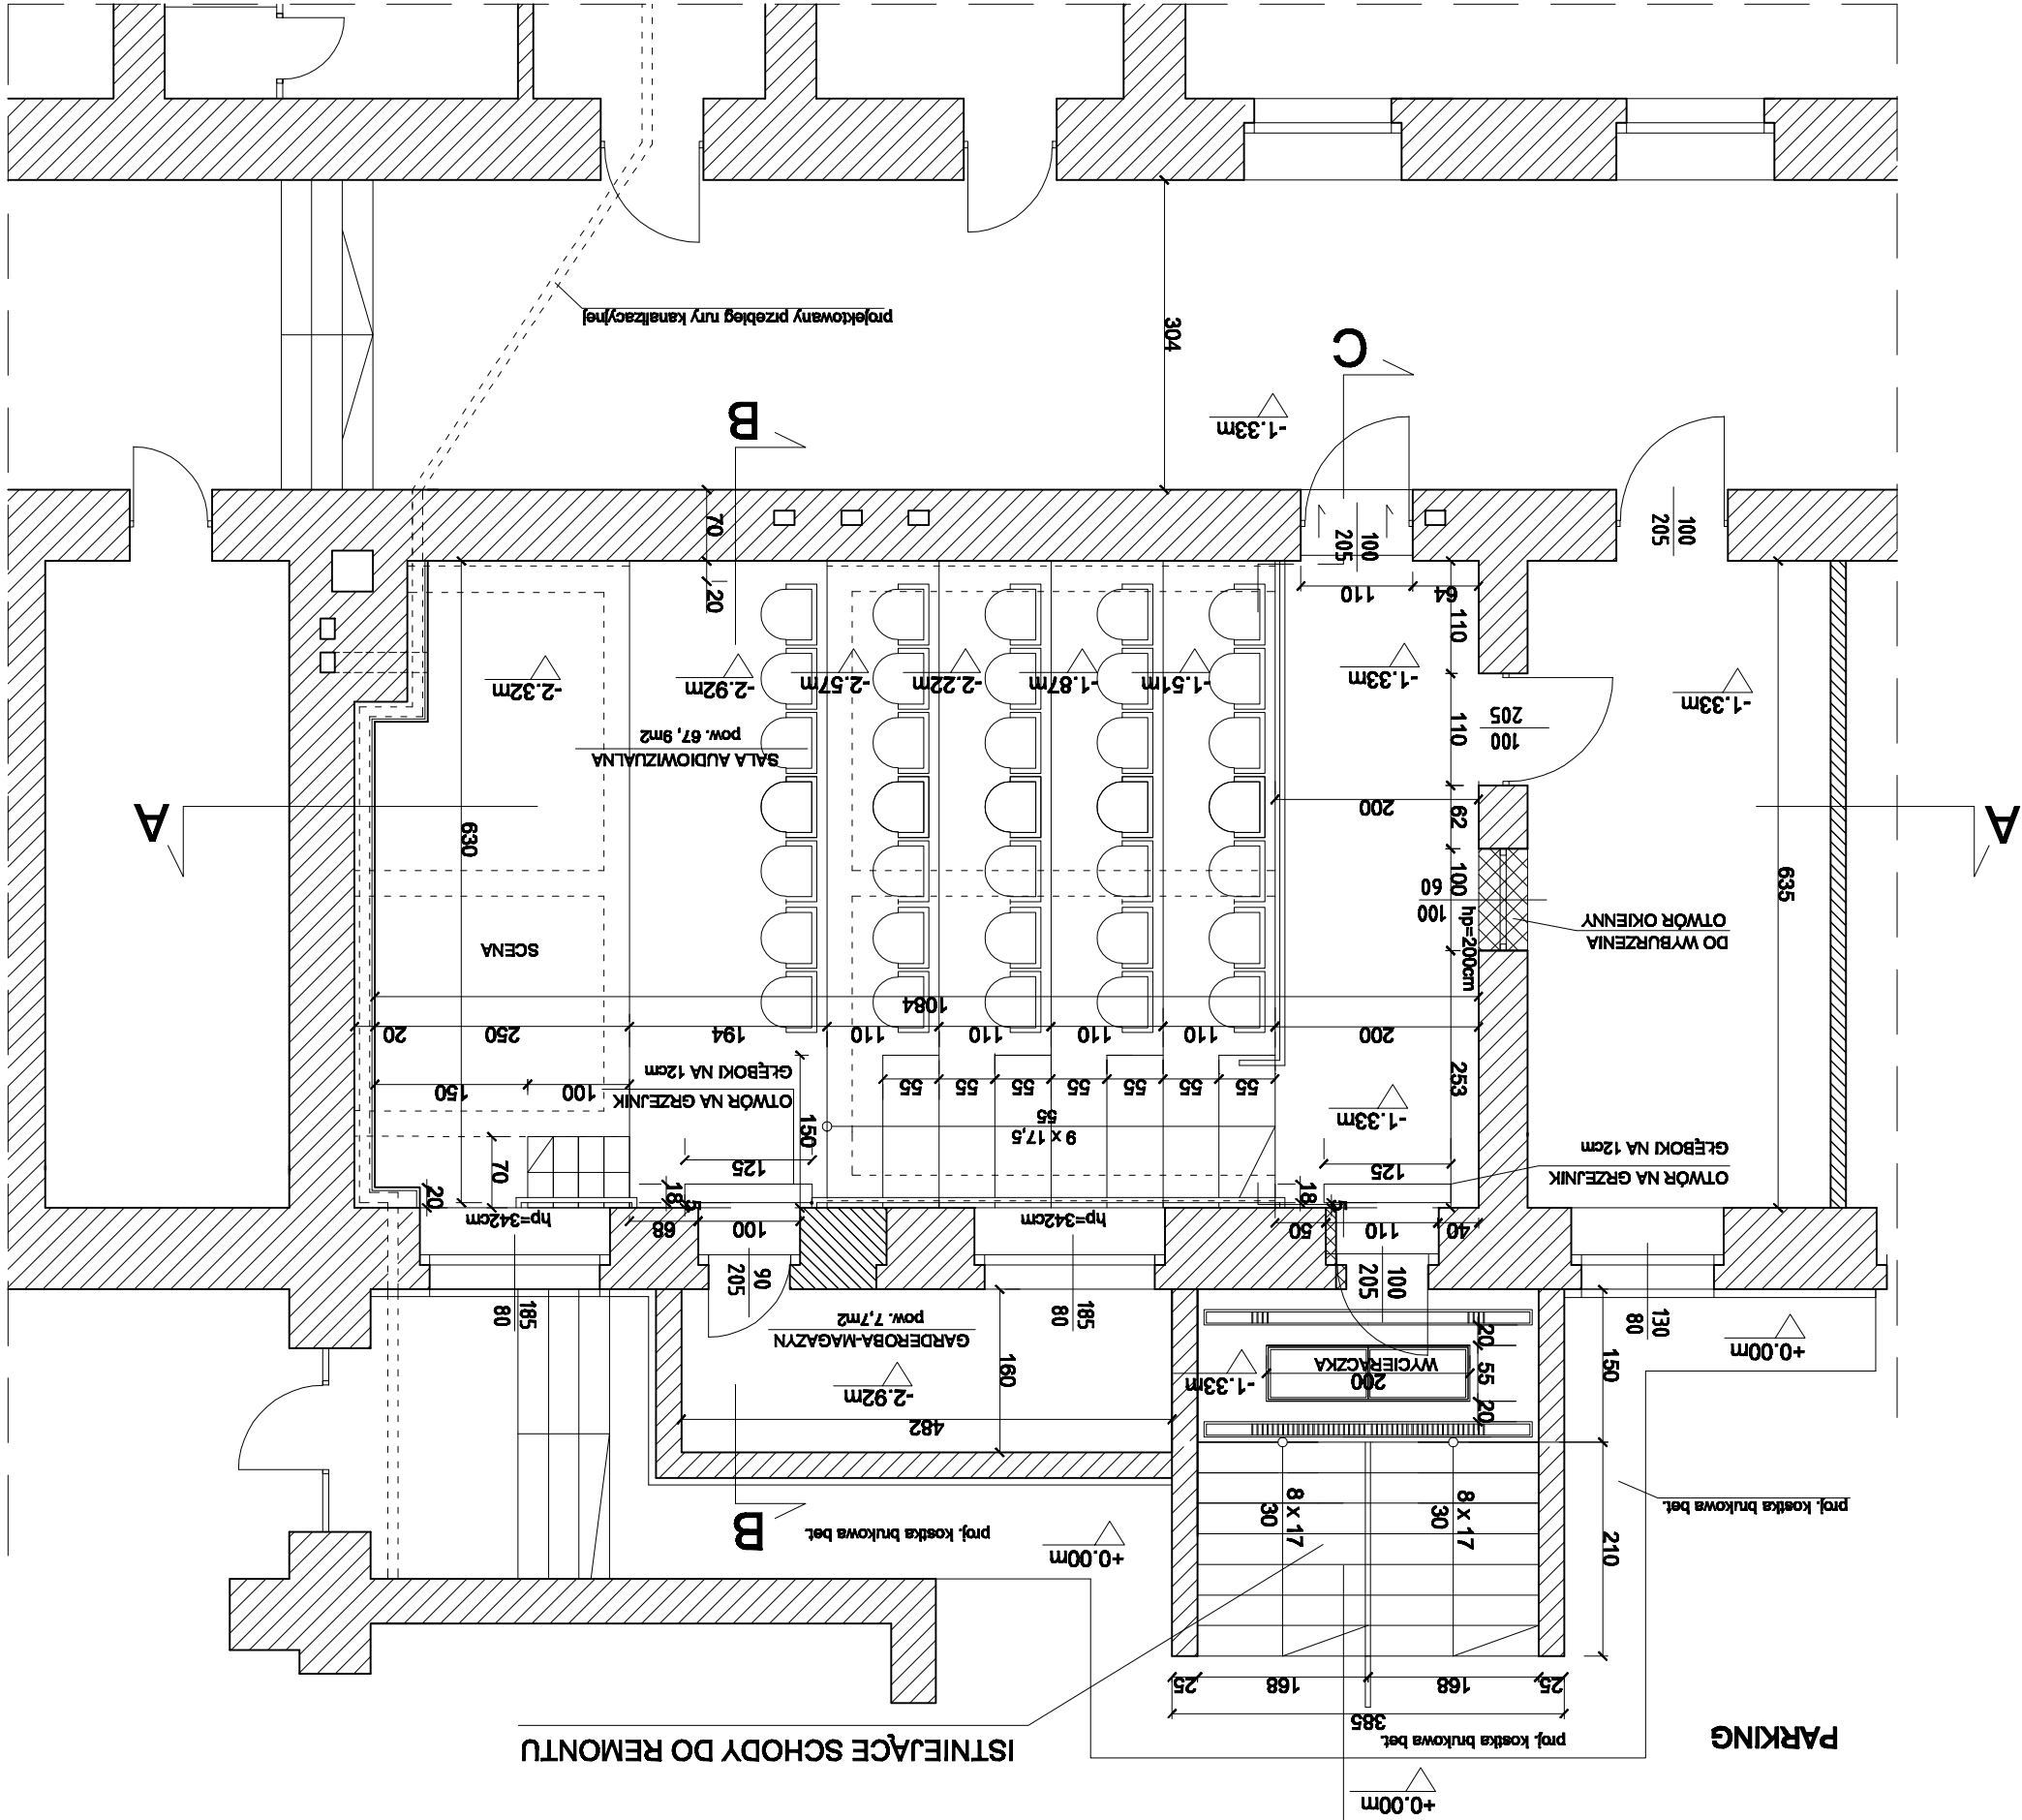 +0.00m
PARKING
proj. kostka brukowa bet.
ISTNIEJĄCE SCHODY DO REMONTU
385
25
168
168
25
proj. kostka brukowa bet.
210
8 x 17
30
8 x 17
30
+0.00m
proj. kostka brukowa bet.
B
+0.00m
150
130
80
20
55
20
WYCIERACZKA
200
-1.33m
482
160
-2.92m
GARDEROBA-MAGAZYN
pow. 7,7m2
185
80
185
80
100
205
90
205
40
110
50
hp=342cm
100
68
hp=342cm
5
18
5
18
20
OTWÓR NA GRZEJNIK
GŁĘBOKI NA 12cm
125
125
150
70
-1.33m
9 x 17,5
55
OTWÓR NA GRZEJNIK
GŁĘBOKI NA 12cm
253
55
55
55
55
55
55
55
100
150
200
110
110
110
110
194
250
20
1084
DO WYBURZENIA
OTWÓR OKIENNY
hp=200cm
100
60
100
SCENA
635
62
200
630
A
A
SALA AUDIOWIZUALNA
pow. 67, 9m2
100
205
110
-1.33m
-1.33m
-1.51m
-1.87m
-2.22m
-2.57m
-2.92m
-2.32m
110
64
110
20
100
205
100
205
70
B
C
-1.33m
304
projektowany przebieg rury kanalizacyjnej